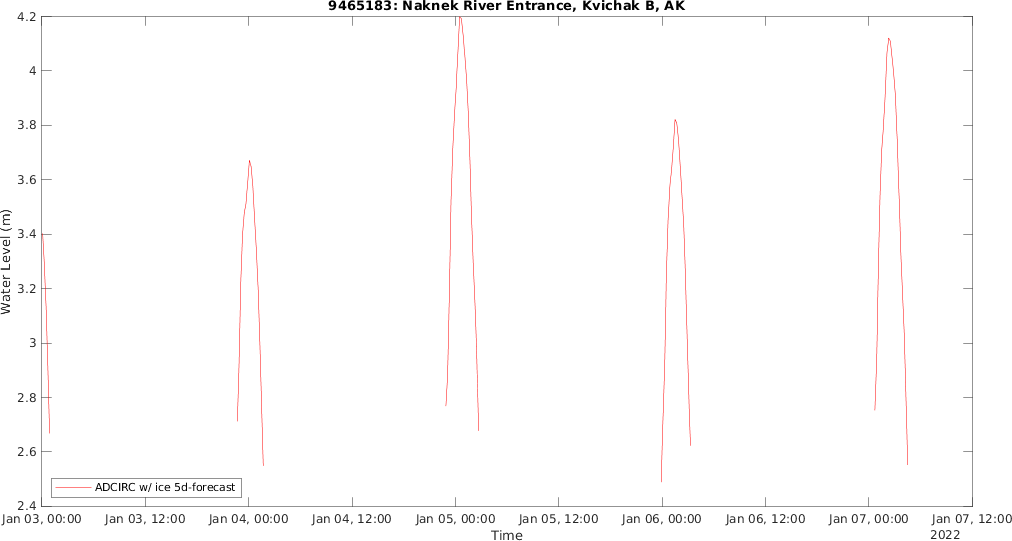 9465183: Naknek River Entrance, Kvichak B, AK
Water Level (m)
4.2
4
3.8
3.6
3.4
3.2
3
2.8
2.6
2.4
ADCIRC w/ ice 5d-forecast
Jan 03, 00:00
Jan 03, 12:00
Jan 04, 00:00
Jan 04, 12:00
Jan 05, 00:00
Jan 05, 12:00
Jan 06, 00:00
Jan 06, 12:00
Jan 07, 00:00
Jan 07, 12:00
Time
2022